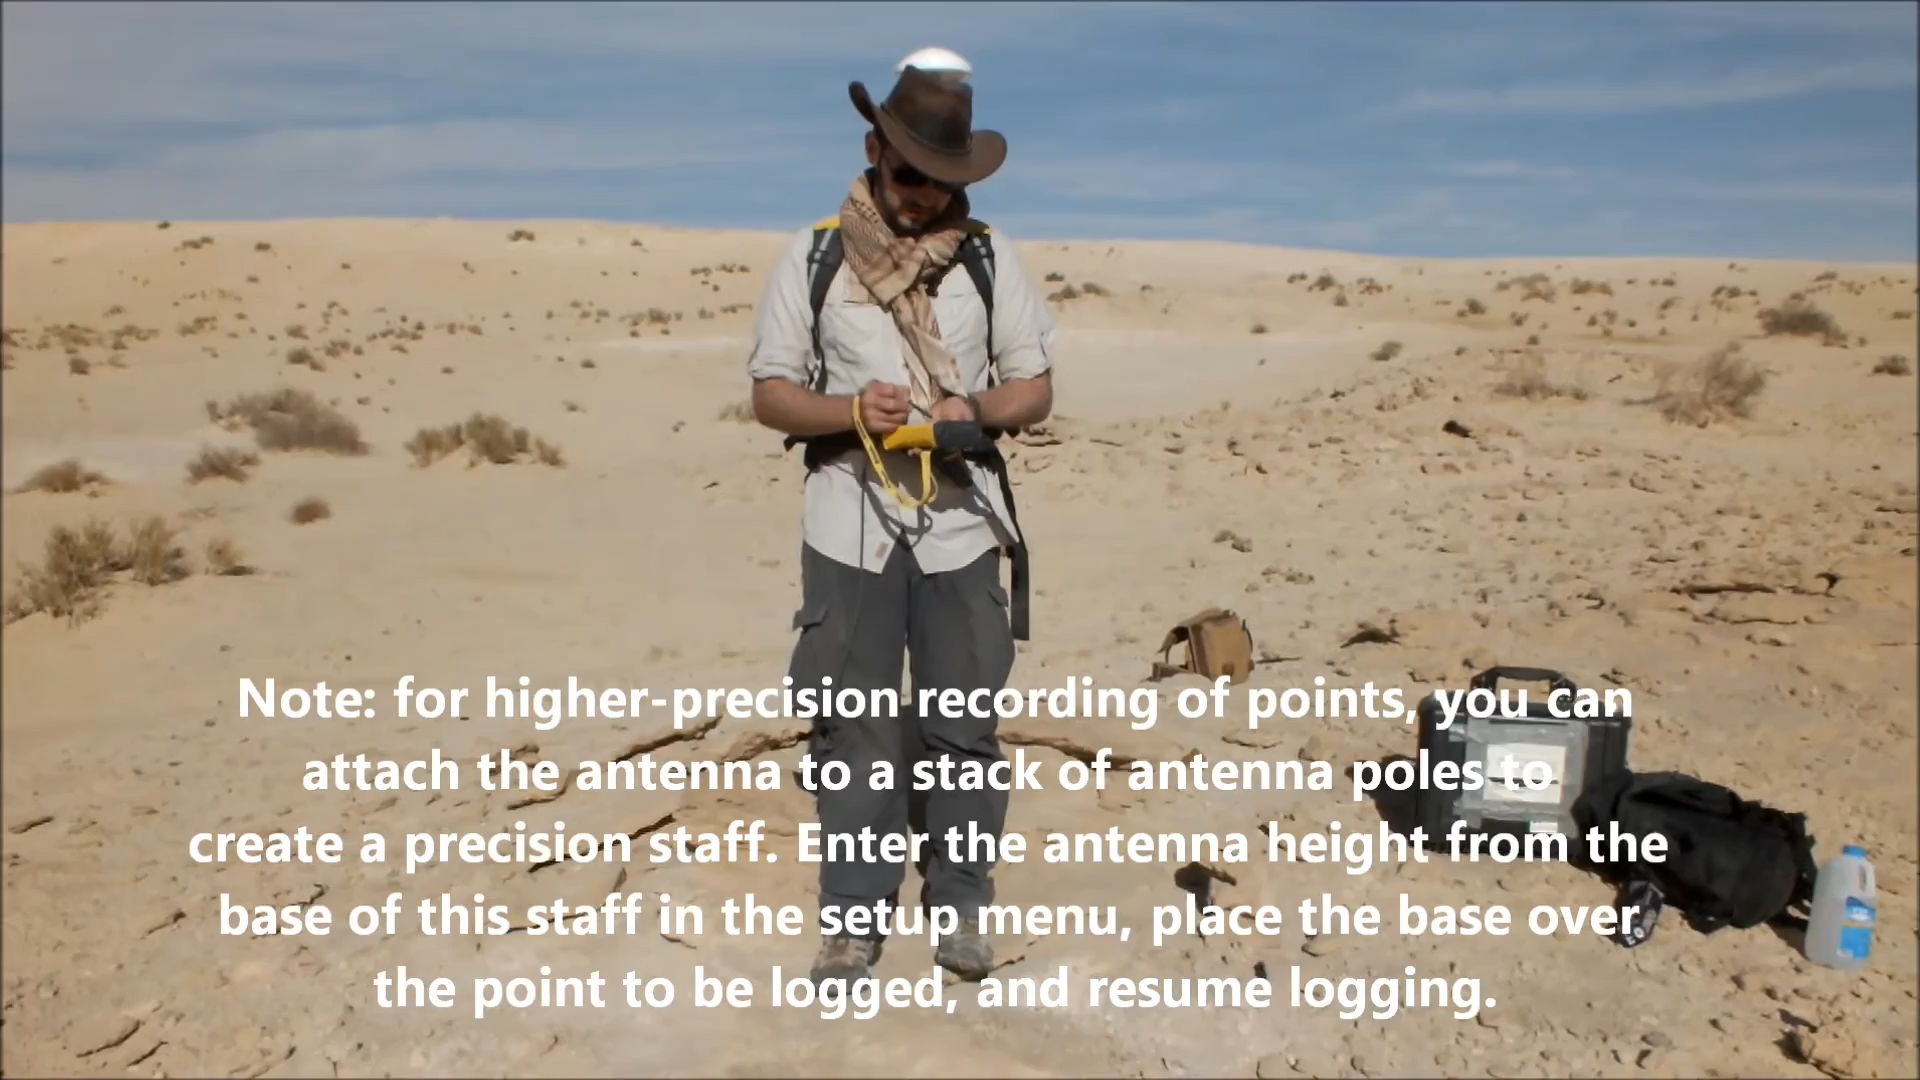 Note: for higher-precision recording of points, you can
attach the antenna to a stack of antenna poles to
create a precision staff. Enter the antenna height from the
base of this staff in the setup menu, place the base over
the point to be logged, and resume logging.